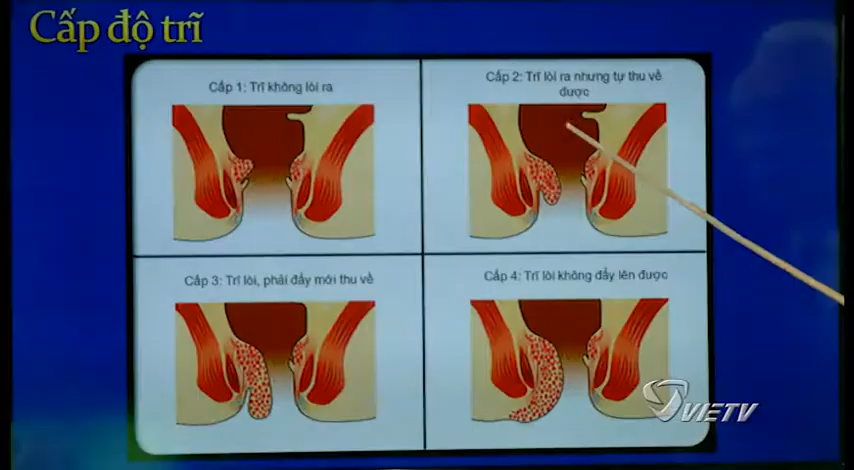 Cấp độ trĩ
Cấp 1: Trĩ không lòi ra
Cấp 2: Trĩ lòi ra nhưng tự thu về
được
Cấp 3: Trĩ lòi, phải đẩy mới thu về
Cấp 4: Trĩ lòi không đẩy lên được
VIETV